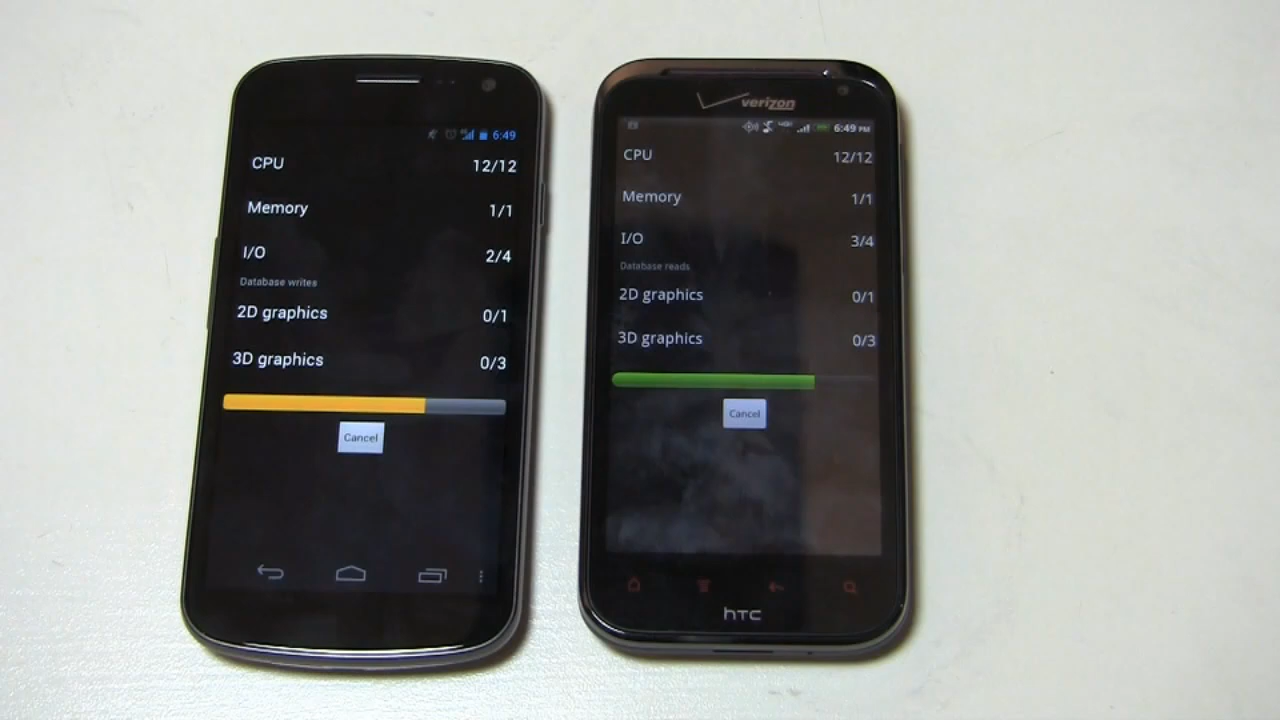 6:49
CPU 12/12
Memory 1/1
I/O 2/4
Database writes
2D graphics 0/1
3D graphics 0/3
Cancel
verizon
6:49 PM
CPU 12/12
Memory 1/1
I/O 3/4
Database reads
2D graphics 0/1
3D graphics 0/3
Cancel
hTC